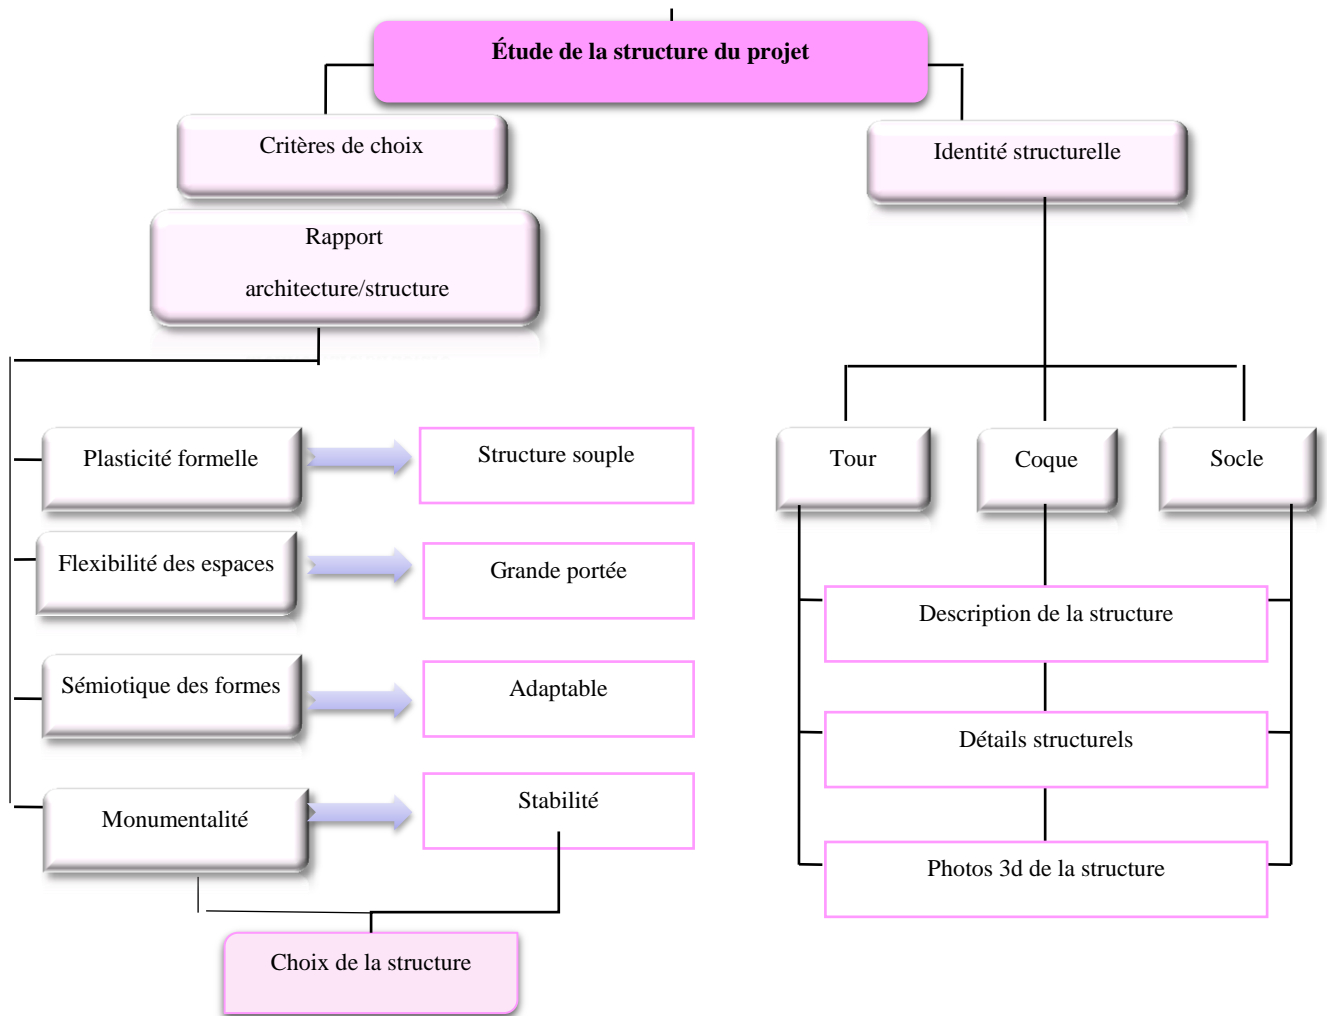 Étude de la structure du projet
Critères de choix
Identité structurelle
Rapport
architecture/structure
Plasticité formelle
Structure souple
Tour
Coque
Socle
Flexibilité des espaces
Grande portée
Description de la structure
Sémiotique des formes
Adaptable
Détails structurels
Monumentalité
Stabilité
Photos 3d de la structure
Choix de la structure